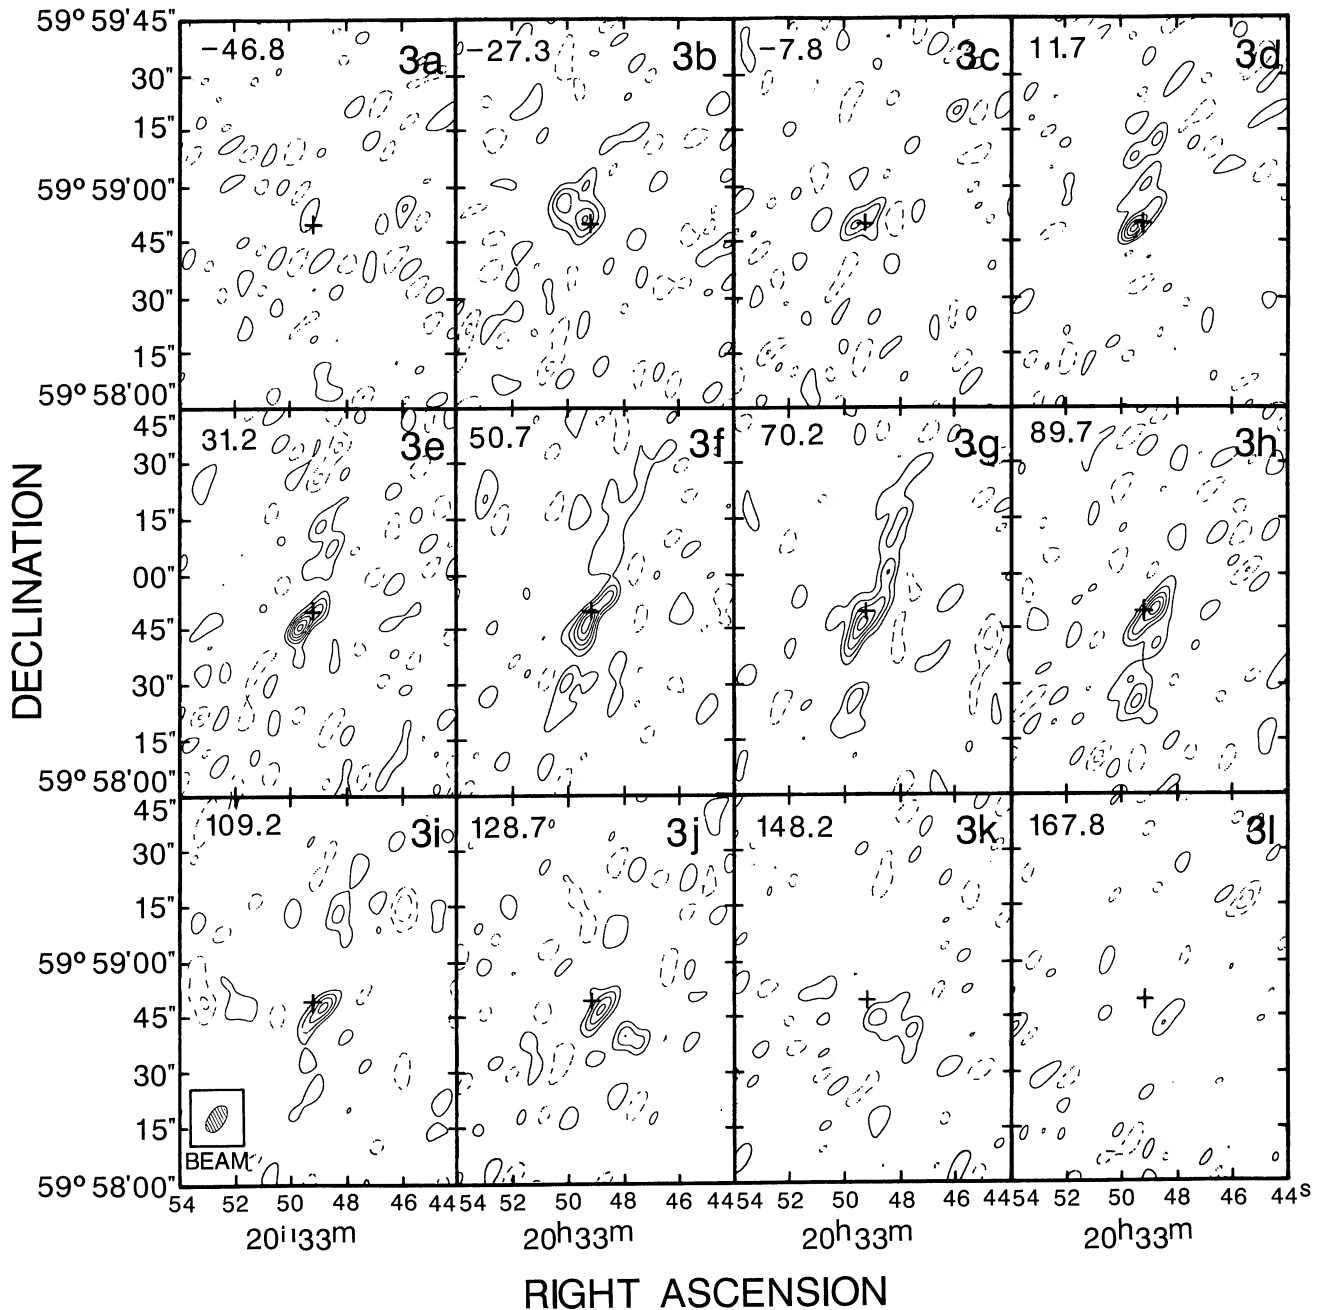 59° 59' 45"
30"
15"
59° 59' 00"
45"
30"
15"
59° 58' 00"
-46.8 3a
-27.3 3b
-7.8 3c
11.7 3d
45"
30"
15"
00"
45"
30"
15"
59° 58' 00"
31.2 3e
50.7 3f
70.2 3g
89.7 3h
45"
30"
15"
59° 59' 00"
45"
30"
15"
59° 58' 00"
109.2 3i
128.7 3j
148.2 3k
167.8 3l
BEAM
54 52 50 48 46 44
52 50 48 46 44
54 52 50 48 46 44
54 52 50 48 46 44s
20h33m
20h33m
20h33m
20h33m
DECLINATION
RIGHT ASCENSION